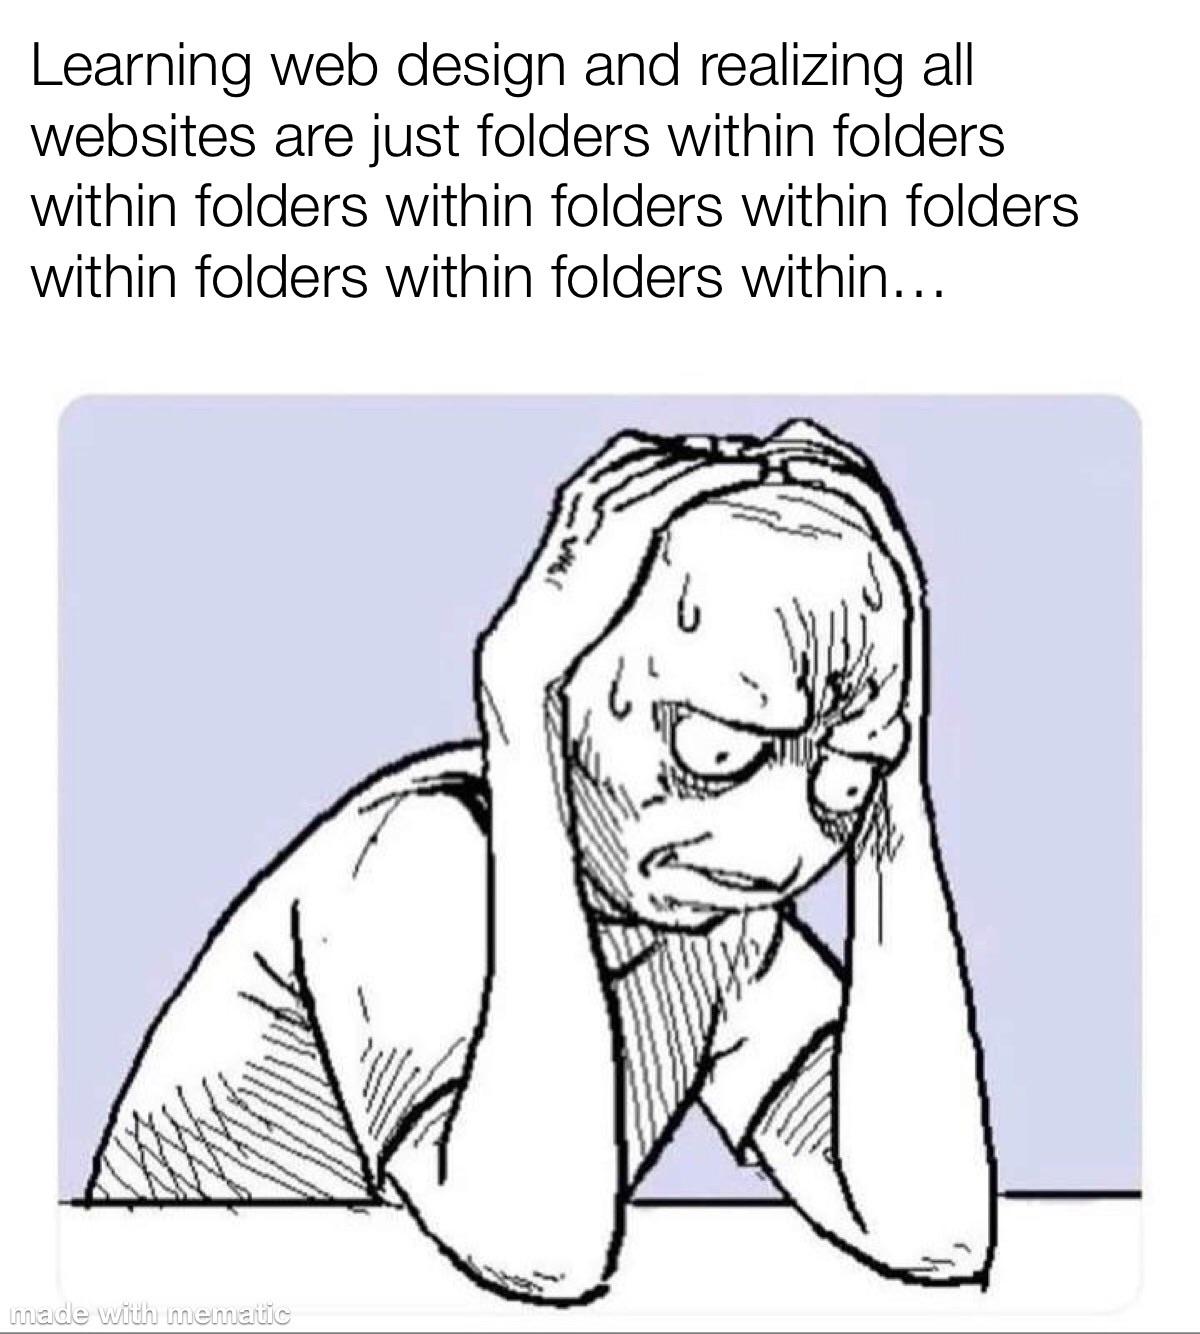 Learning web design and realizing all
websites are just folders within folders
within folders within folders within folders
within folders within folders within…
made with mematic